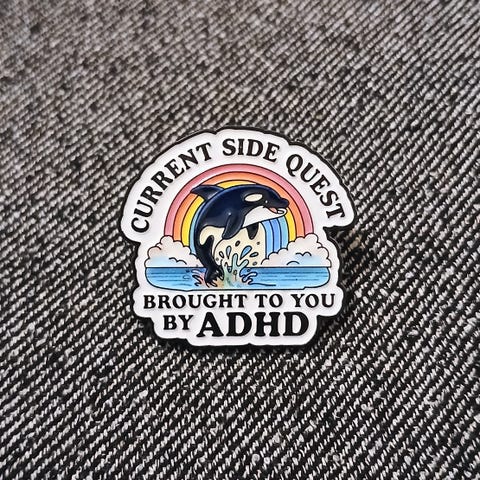 CURRENT SIDE QUEST
BROUGHT TO YOU
BY ADHD